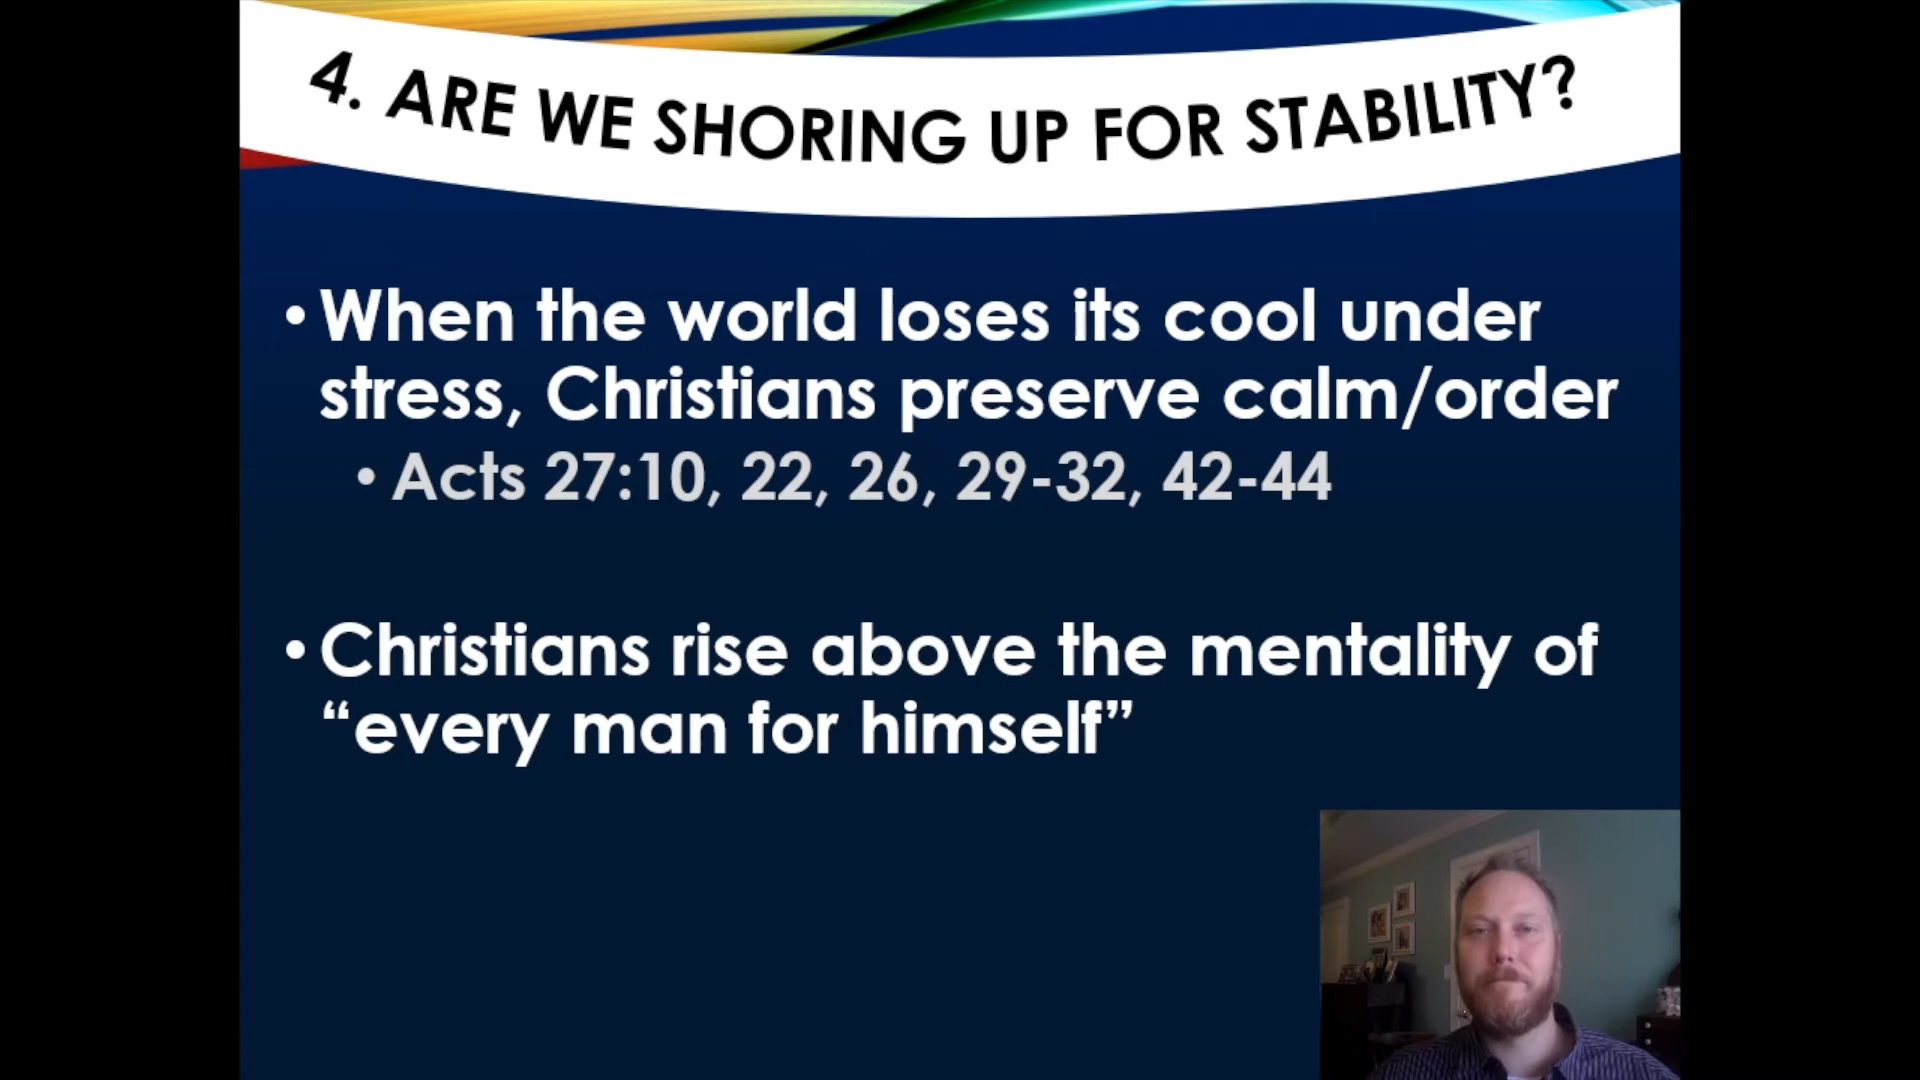 4. ARE WE SHORING UP FOR STABILITY?
• When the world loses its cool under
stress, Christians preserve calm/order
• Acts 27:10, 22, 26, 29-32, 42-44
• Christians rise above the mentality of
“every man for himself”